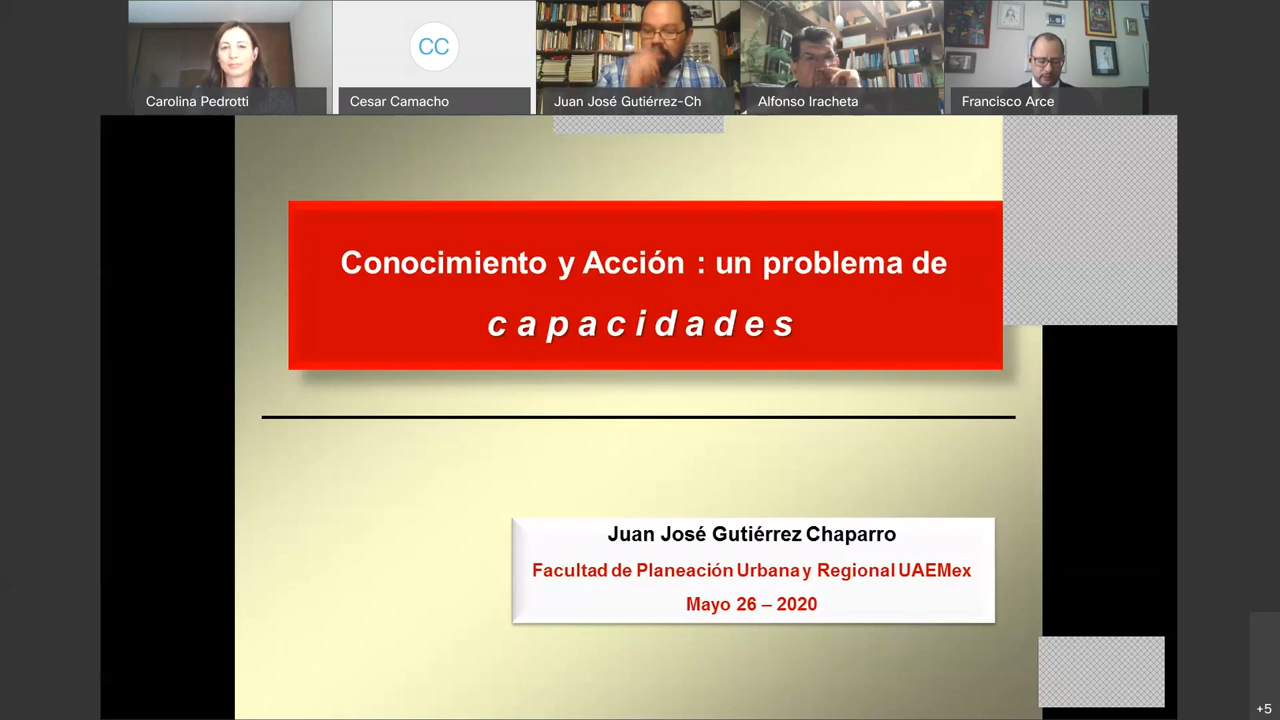 CC
Carolina Pedrotti
Cesar Camacho
Juan José Gutiérrez-Ch
Alfonso Iracheta
Francisco Arce
Conocimiento y Acción : un problema de
capacidades
Juan José Gutiérrez Chaparro
Facultad de Planeación Urbana y Regional UAEMex
Mayo 26 – 2020
+5